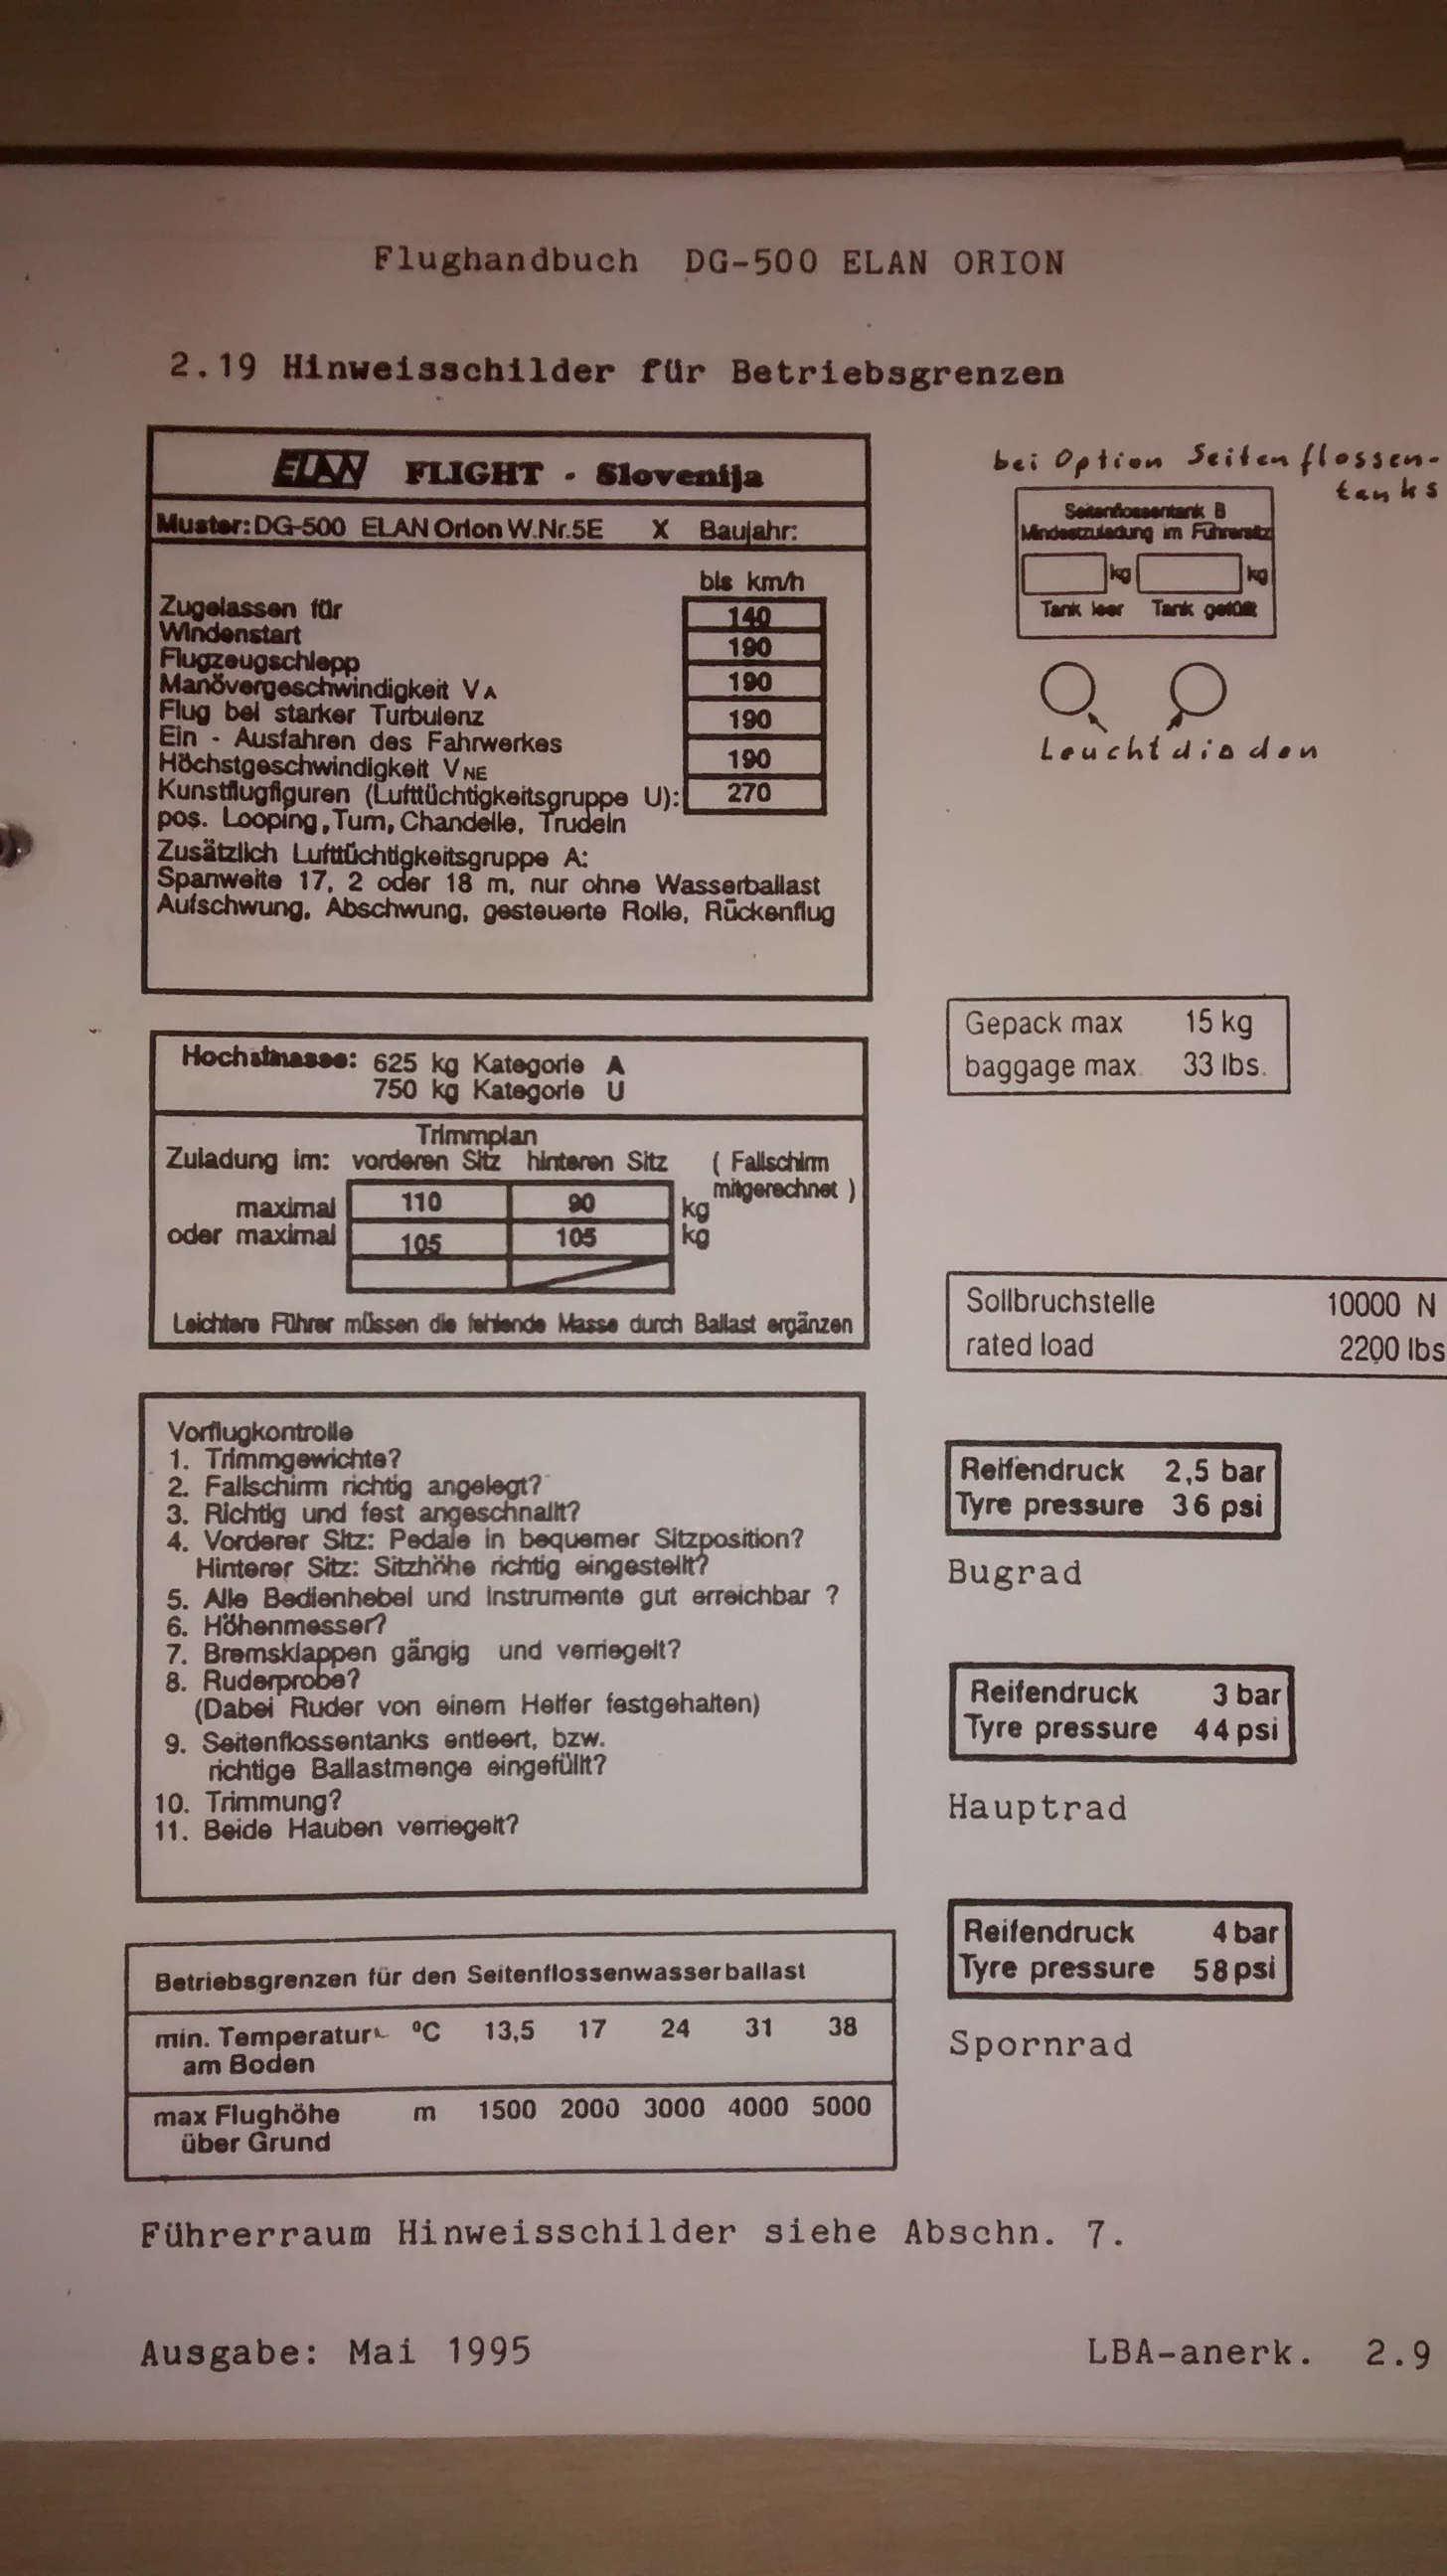 Flughandbuch DG-500 ELAN ORION
2.19 Hinweisschilder für Betriebsgrenzen
ELAN FLIGHT - Slovenija
Muster: DG-500 ELAN Orion W.Nr.5E X Baujahr:
bis km/h
Zugelassen für
140
Windenstart
190
Flugzeugschlepp
190
Manövergeschwindigkeit VA
190
Flug bei starker Turbulenz
190
Ein - Ausfahren des Fahrwerkes
270
Höchstgeschwindigkeit VNE
Kunstflugfiguren (Lufttüchtigkeitsgruppe U):
pos. Looping, Turn, Chandelle, Trudeln
Zusätzlich Lufttüchtigkeitsgruppe A:
Spanweite 17, 2 oder 18 m, nur ohne Wasserballast
Aufschwung, Abschwung, gesteuerte Rolle, Rückenflug
bei Option Seitenflossen-
tanks
Seitenflossentank B
Mindestzuladung im Führersitz
kg kg
Tank leer Tank gefüllt
Leuchtdioden
Höchstmasse: 625 kg Kategorie A
750 kg Kategorie U
Trimmplan
Zuladung im: vorderen Sitz hinteren Sitz ( Fallschirm
mitgerechnet )
maximal 110 90 kg
oder maximal 105 105 kg
Leichtere Führer müssen die fehlende Masse durch Ballast ergänzen
Gepack max 15 kg
baggage max. 33 lbs.
Sollbruchstelle 10000 N
rated load 2200 lbs
Vorflugkontrolle
1. Trimmgewichte?
2. Fallschirm richtig angelegt?
3. Richtig und fest angeschnallt?
4. Vorderer Sitz: Pedale in bequemer Sitzposition?
Hinterer Sitz: Sitzhöhe richtig eingestellt?
5. Alle Bedienhebel und Instrumente gut erreichbar ?
6. Höhenmesser?
7. Bremsklappen gängig und verriegelt?
8. Ruderprobe?
(Dabei Ruder von einem Helfer festgehalten)
9. Seitenflossentanks entleert, bzw.
richtige Ballastmenge eingefüllt?
10. Trimmung?
11. Beide Hauben verriegelt?
Reifendruck 2,5 bar
Tyre pressure 36 psi
Bugrad
Reifendruck 3 bar
Tyre pressure 44 psi
Hauptrad
Reifendruck 4 bar
Tyre pressure 58 psi
Spornrad
Betriebsgrenzen für den Seitenflossenwasserballast
min. Temperatur °C 13,5 17 24 31 38
am Boden
max Flughöhe m 1500 2000 3000 4000 5000
über Grund
Führerraum Hinweisschilder siehe Abschn. 7.
Ausgabe: Mai 1995 LBA-anerk. 2.9